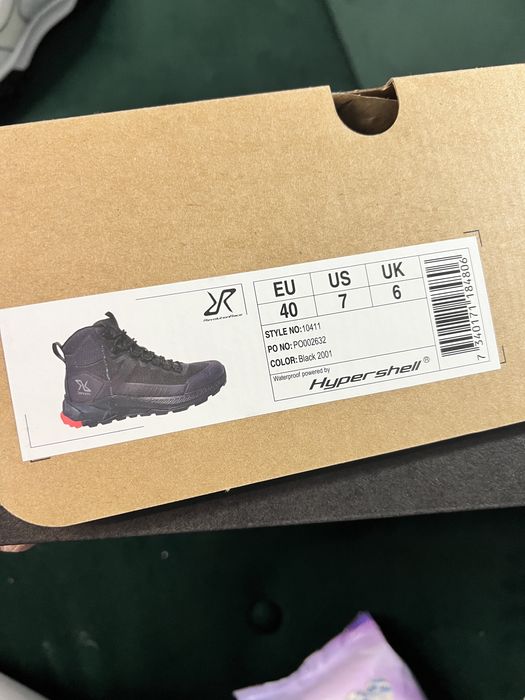 RevolutionRace
EU US UK
40 7 6
STYLE NO:10411
PO NO:PO002632
COLOR:Black 2001
Waterproof powered by
Hypershell®
7 340171 184806